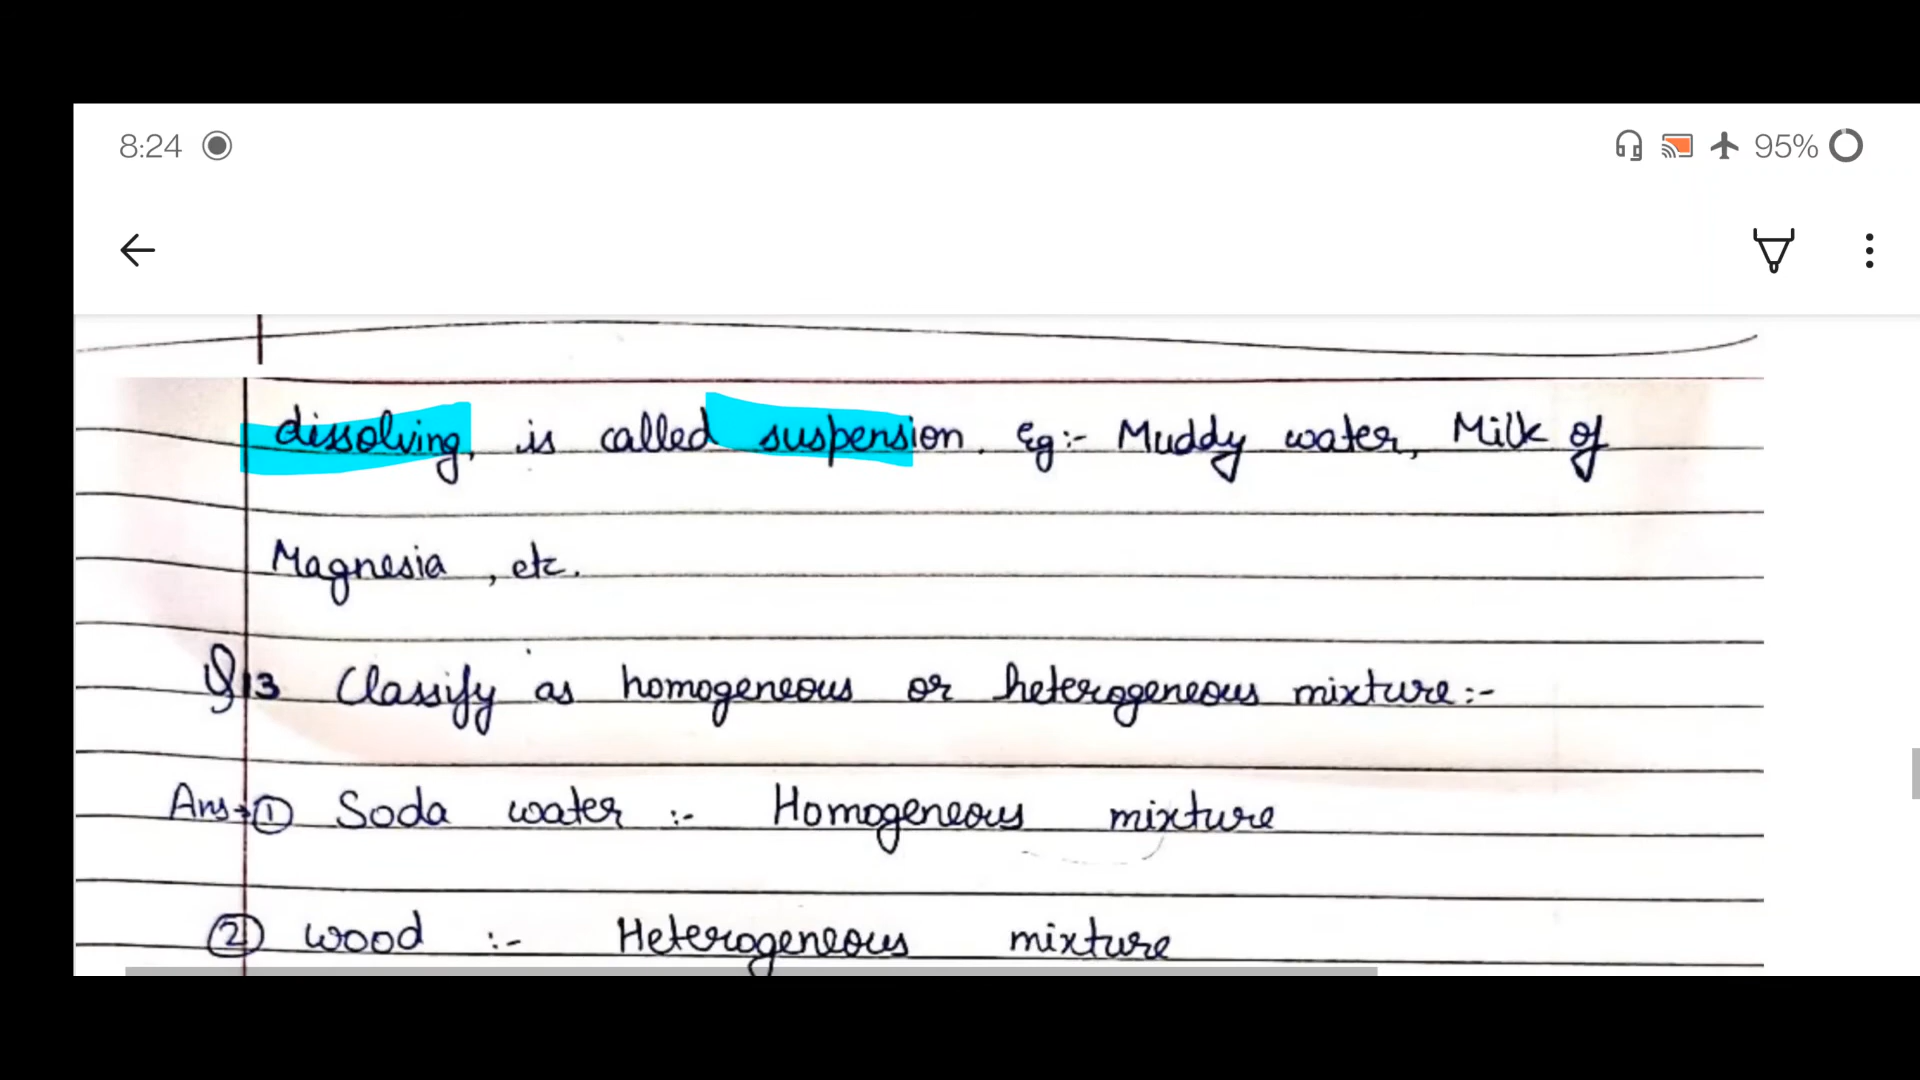 8:24 95%
dissolving, is called suspension. Eg:- Muddy water, Milk of
Magnesia, etc.
Q13 Classify as homogeneous or heterogeneous mixture:-
Ans→① Soda water :- Homogeneous mixture
② wood :- Heterogeneous mixture